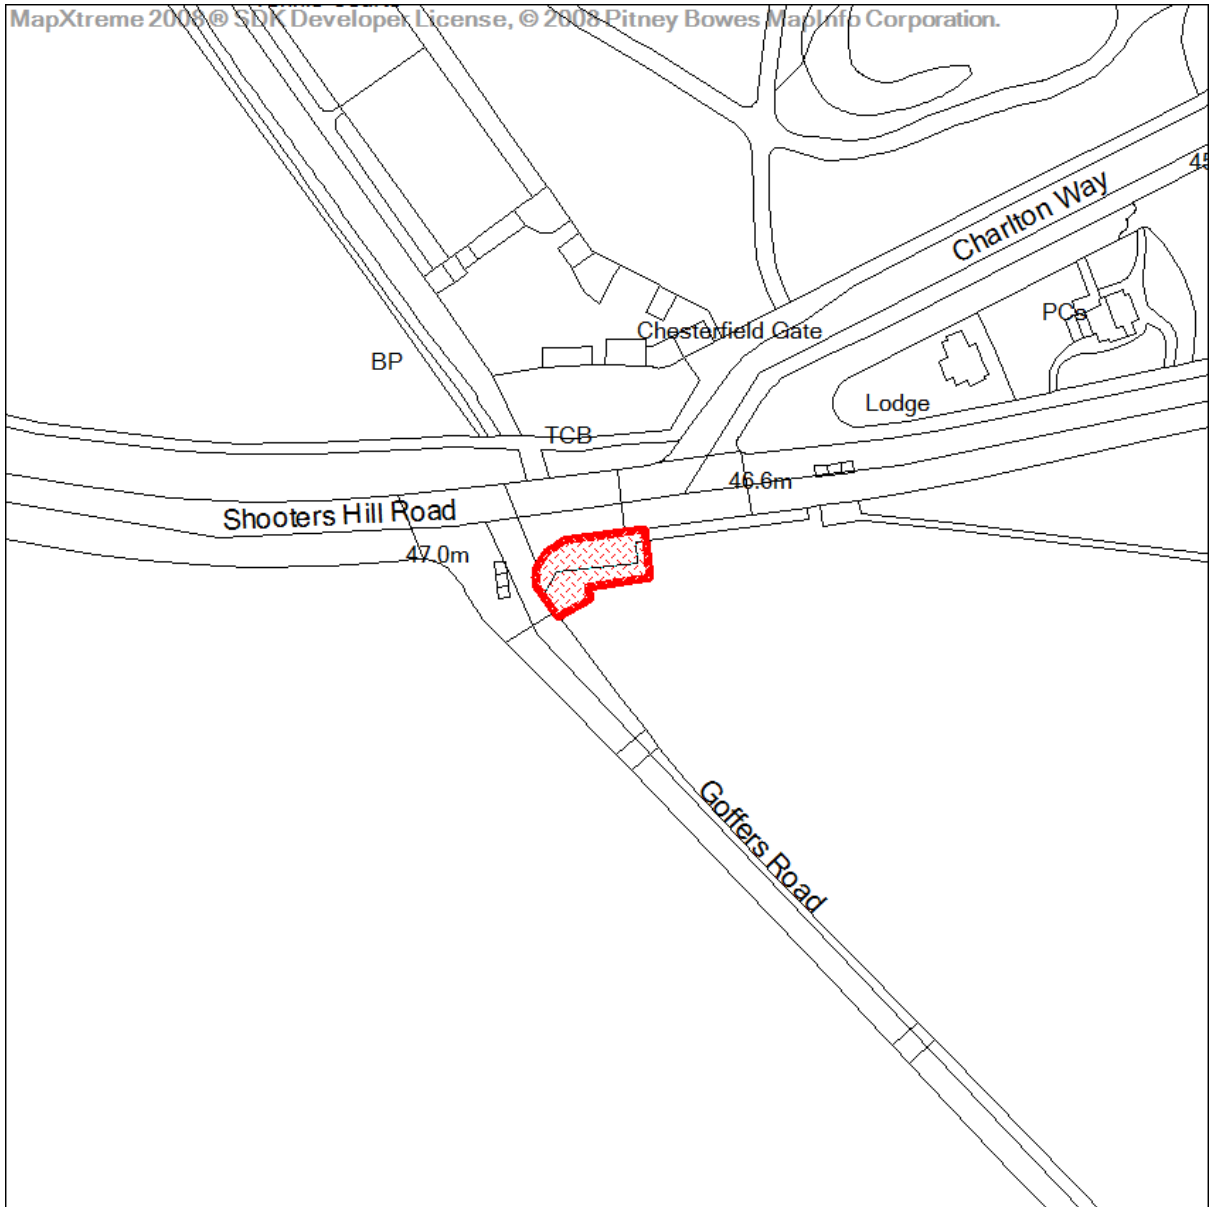 MapXtreme 2008 ® SDK Developer License, © 2008 Pitney Bowes MapInfo Corporation.
Charlton Way
PCs
Chesterfield Gate
BP
Lodge
TCB
46.6m
Shooters Hill Road
47.0m
Goffers Road